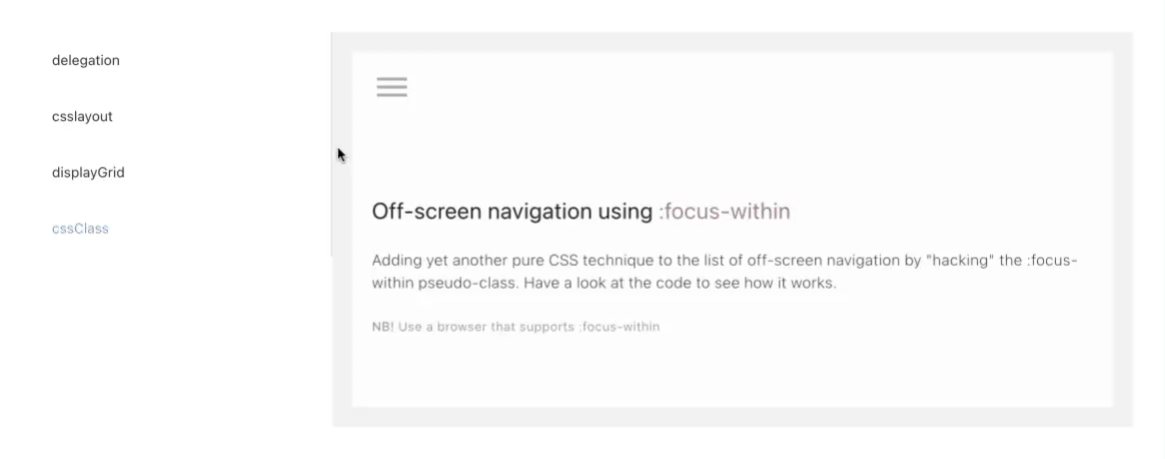 delegation
csslayout
displayGrid
cssClass
Off-screen navigation using :focus-within
Adding yet another pure CSS technique to the list of off-screen navigation by "hacking" the :focus-
within pseudo-class. Have a look at the code to see how it works.
NB! Use a browser that supports :focus-within